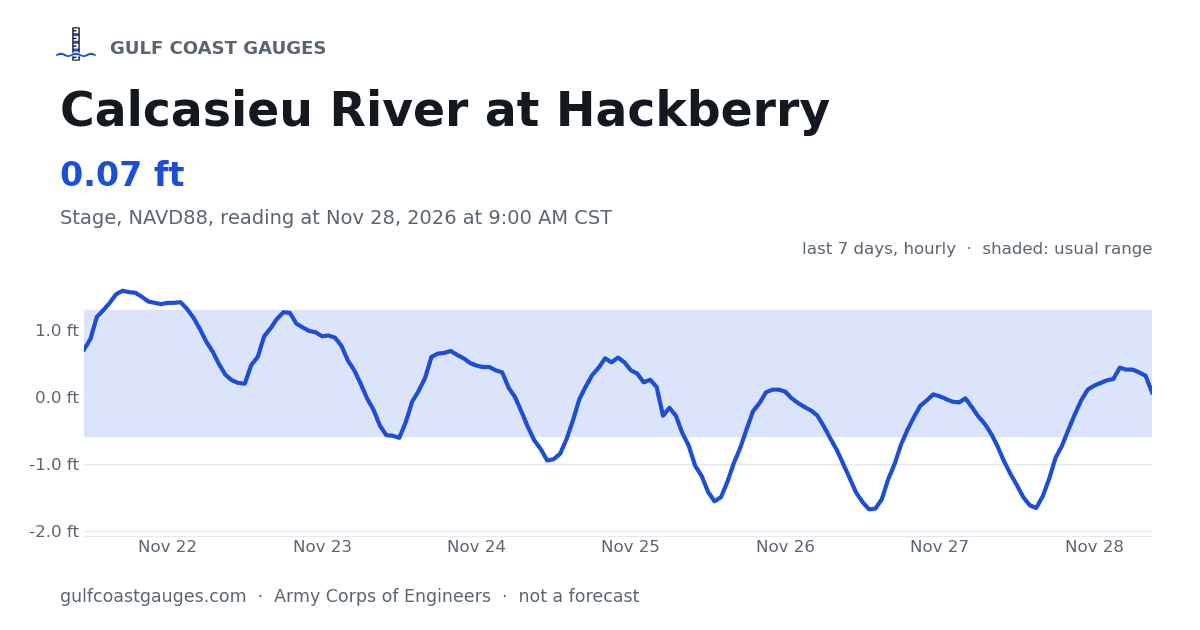 GULF COAST GAUGES
Calcasieu River at Hackberry
0.07 ft
Stage, NAVD88, reading at Nov 28, 2026 at 9:00 AM CST
last 7 days, hourly · shaded: usual range
1.0 ft
0.0 ft
-1.0 ft
-2.0 ft
Nov 22 Nov 23 Nov 24 Nov 25 Nov 26 Nov 27 Nov 28
gulfcoastgauges.com · Army Corps of Engineers · not a forecast